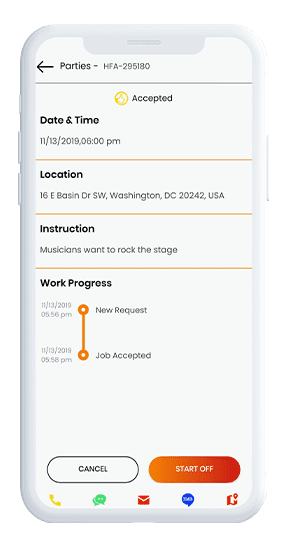 Parties - HFA-295180
Accepted
Date & Time
11/13/2019,06:00 pm
Location
16 E Basin Dr SW, Washington, DC 20242, USA
Instruction
Musicians want to rock the stage
Work Progress
11/13/2019
05:56 pm
New Request
11/13/2019
05:58 pm
Job Accepted
CANCEL
START OFF
SMS